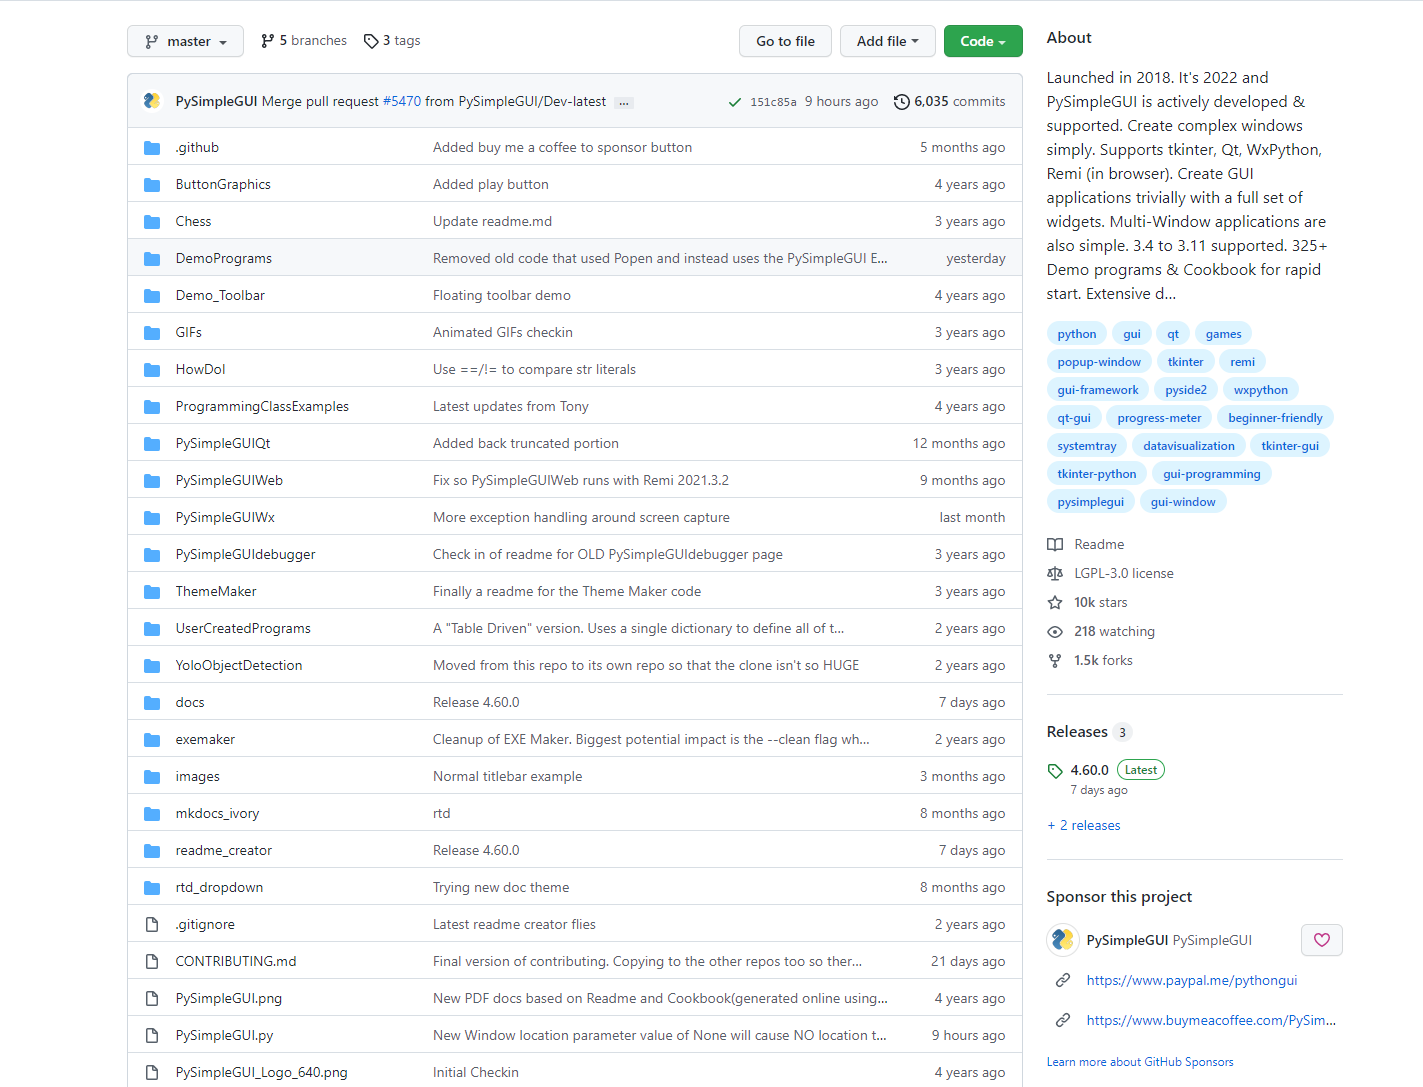 master
5 branches
3 tags
Go to file
Add file
Code
PySimpleGUI Merge pull request #5470 from PySimpleGUI/Dev-latest ...
151c85a 9 hours ago
6,035 commits
.github Added buy me a coffee to sponsor button 5 months ago
ButtonGraphics Added play button 4 years ago
Chess Update readme.md 3 years ago
DemoPrograms Removed old code that used Popen and instead uses the PySimpleGUI E... yesterday
Demo_Toolbar Floating toolbar demo 4 years ago
GIFs Animated GIFs checkin 3 years ago
HowDoI Use ==/!= to compare str literals 3 years ago
ProgrammingClassExamples Latest updates from Tony 4 years ago
PySimpleGUIQt Added back truncated portion 12 months ago
PySimpleGUIWeb Fix so PySimpleGUIWeb runs with Remi 2021.3.2 9 months ago
PySimpleGUIWx More exception handling around screen capture last month
PySimpleGUIdebugger Check in of readme for OLD PySimpleGUIdebugger page 3 years ago
ThemeMaker Finally a readme for the Theme Maker code 3 years ago
UserCreatedPrograms A "Table Driven" version. Uses a single dictionary to define all of t... 2 years ago
YoloObjectDetection Moved from this repo to its own repo so that the clone isn't so HUGE 2 years ago
docs Release 4.60.0 7 days ago
exemaker Cleanup of EXE Maker. Biggest potential impact is the --clean flag wh... 2 years ago
images Normal titlebar example 3 months ago
mkdocs_ivory rtd 8 months ago
readme_creator Release 4.60.0 7 days ago
rtd_dropdown Trying new doc theme 8 months ago
.gitignore Latest readme creator flies 2 years ago
CONTRIBUTING.md Final version of contributing. Copying to the other repos too so ther... 21 days ago
PySimpleGUI.png New PDF docs based on Readme and Cookbook(generated online using... 4 years ago
PySimpleGUI.py New Window location parameter value of None will cause NO location t... 9 hours ago
PySimpleGUI_Logo_640.png Initial Checkin 4 years ago
About
Launched in 2018. It's 2022 and
PySimpleGUI is actively developed &
supported. Create complex windows
simply. Supports tkinter, Qt, WxPython,
Remi (in browser). Create GUI
applications trivially with a full set of
widgets. Multi-Window applications are
also simple. 3.4 to 3.11 supported. 325+
Demo programs & Cookbook for rapid
start. Extensive d...
python gui qt games
popup-window tkinter remi
gui-framework pyside2 wxpython
qt-gui progress-meter beginner-friendly
systemtray datavisualization tkinter-gui
tkinter-python gui-programming
pysimplegui gui-window
Readme
LGPL-3.0 license
10k stars
218 watching
1.5k forks
Releases 3
4.60.0 Latest
7 days ago
+ 2 releases
Sponsor this project
PySimpleGUI PySimpleGUI
https://www.paypal.me/pythongui
https://www.buymeacoffee.com/PySim...
Learn more about GitHub Sponsors